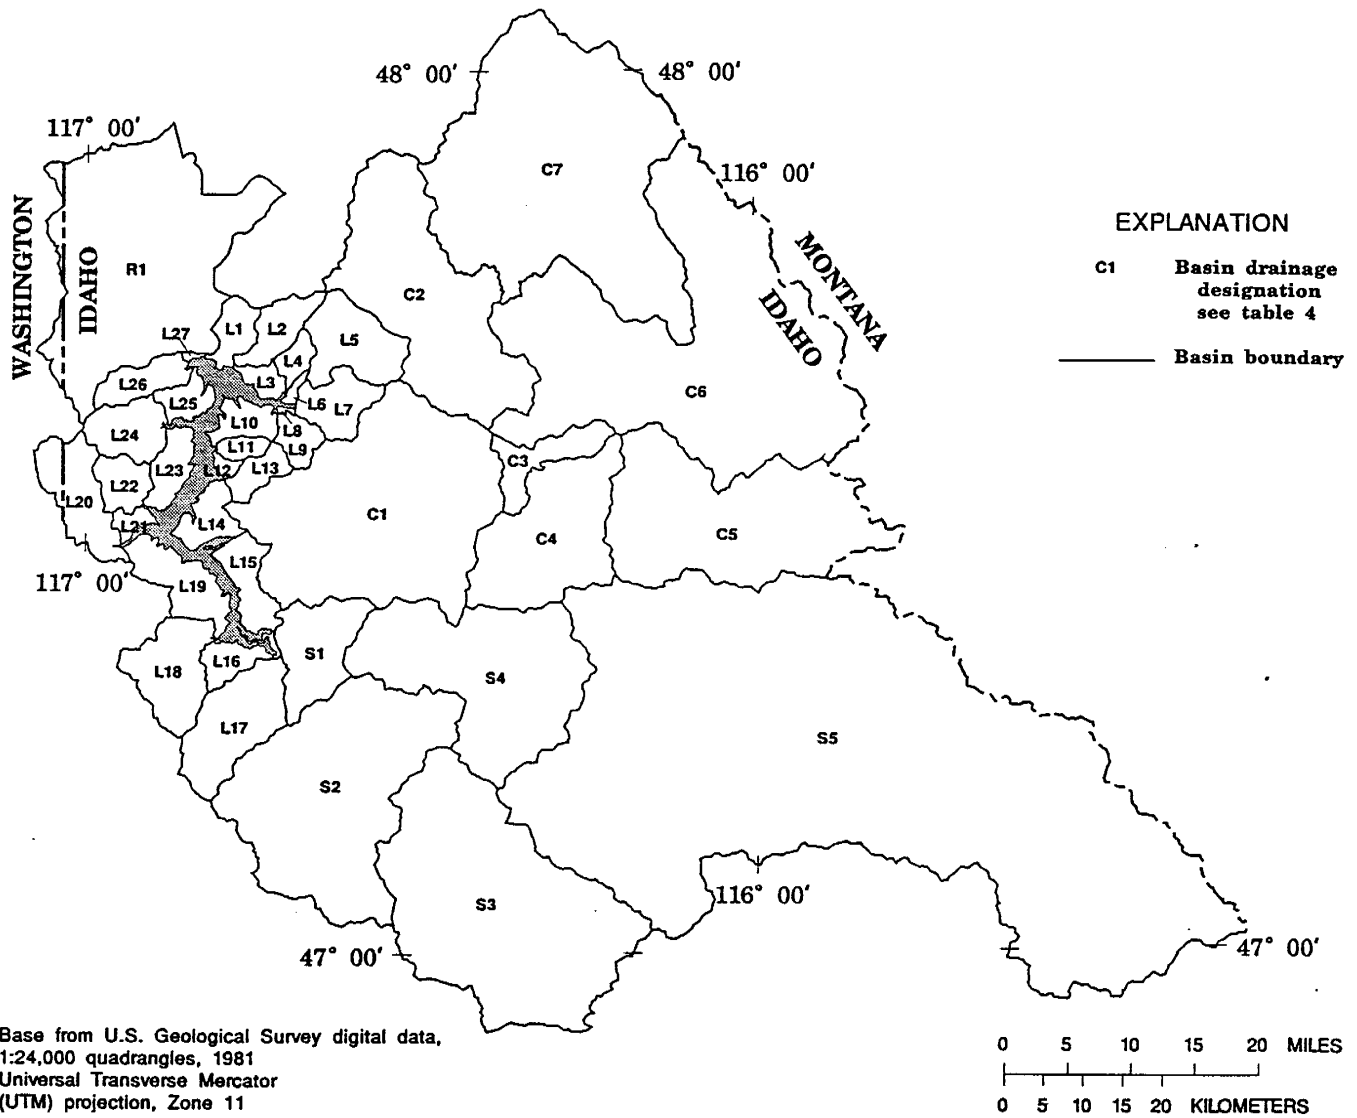 48° 00′
48° 00′
117° 00′
116° 00′
C7
WASHINGTON
IDAHO
R1
MONTANA
IDAHO
EXPLANATION
C1 Basin drainage
designation
see table 4
Basin boundary
C2
L27
L1
L2
L5
L4
L26
L3
L25
L6
L7
C6
L10
L8
L24
L11
L9
L23
L12
L13
C3
L22
L20
C1
L21
L14
C4
C5
L15
117° 00′
L19
L18
L16
S1
S4
L17
S5
S2
116° 00′
S3
47° 00′
47° 00′
Base from U.S. Geological Survey digital data,
1:24,000 quadrangles, 1981
Universal Transverse Mercator
(UTM) projection, Zone 11
0 5 10 15 20 MILES
0 5 10 15 20 KILOMETERS